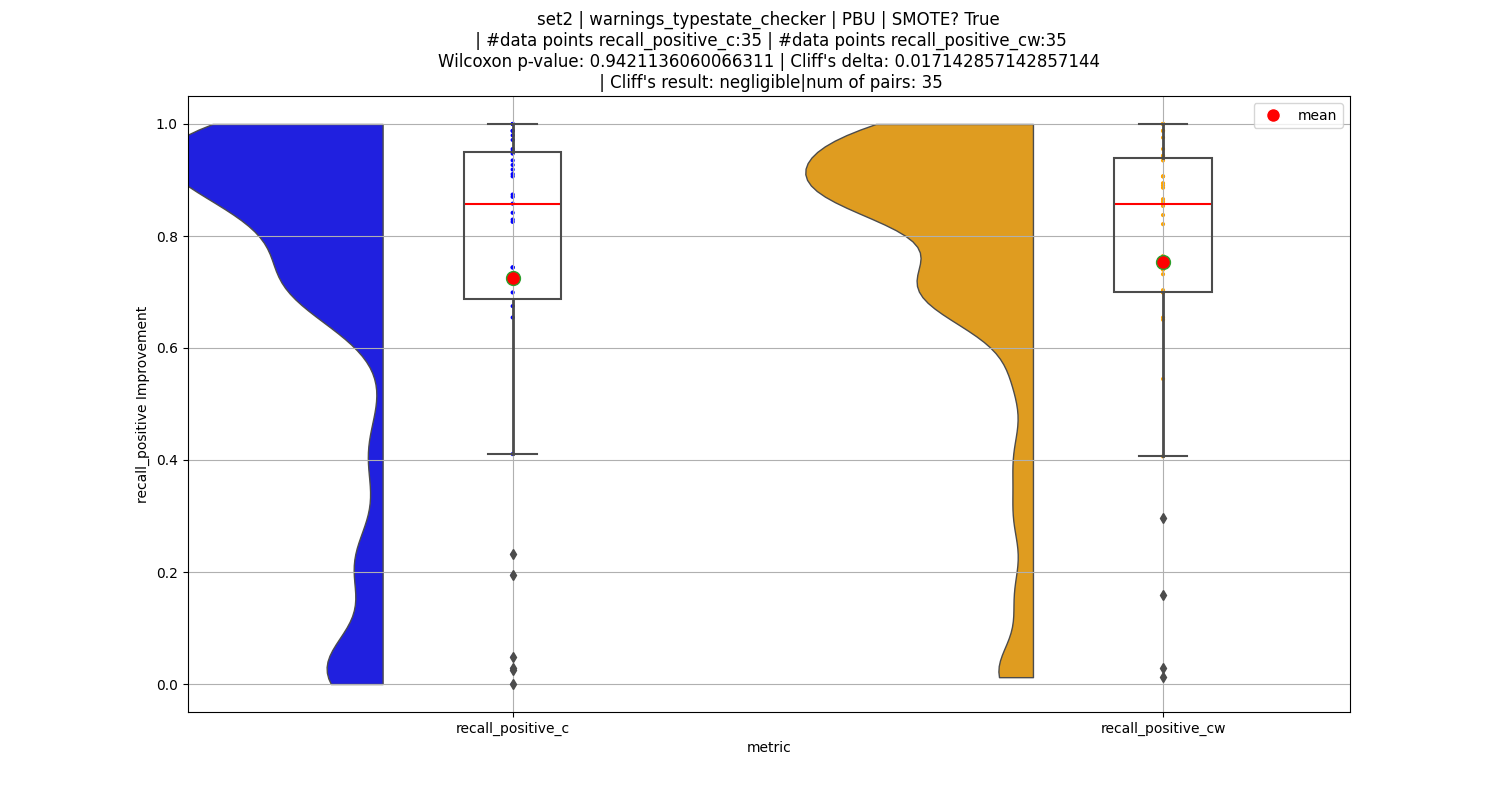 set2 | warnings_typestate_checker | PBU | SMOTE? True
| #data points recall_positive_c:35 | #data points recall_positive_cw:35
Wilcoxon p-value: 0.9421136060066311 | Cliff's delta: 0.017142857142857144
| Cliff's result: negligible|num of pairs: 35
mean
recall_positive Improvement
1.0
0.8
0.6
0.4
0.2
0.0
recall_positive_c
recall_positive_cw
metric